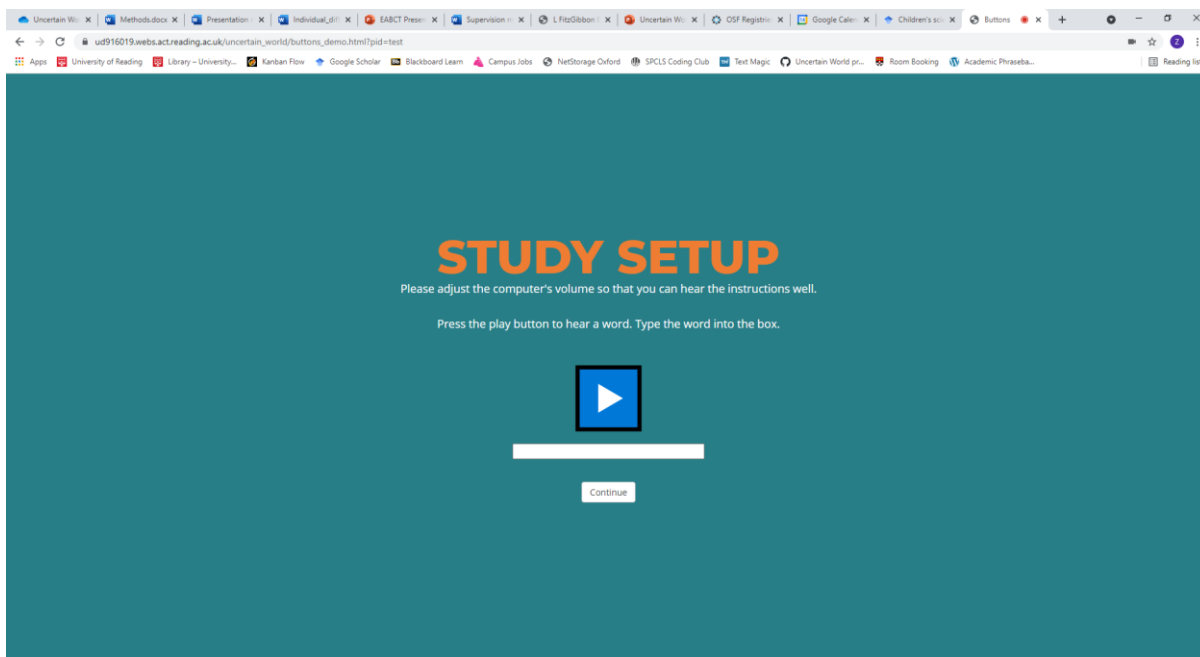 Uncertain Wo
Methods.docx
Presentation
Individual_diff
EABCT Presen
Supervision n
L FitzGibbon
Uncertain Wo
OSF Registrie
Google Calen
Children's scie
Buttons
ud916019.webs.act.reading.ac.uk/uncertain_world/buttons_demo.html?pid=test
Z
Apps
University of Reading
Library – University...
Kanban Flow
Google Scholar
Blackboard Learn
Campus Jobs
NetStorage Oxford
SPCLS Coding Club
Text Magic
Uncertain World pr...
Room Booking
Academic Phraseba...
Reading lis
STUDY SETUP
Please adjust the computer's volume so that you can hear the instructions well.
Press the play button to hear a word. Type the word into the box.
Continue